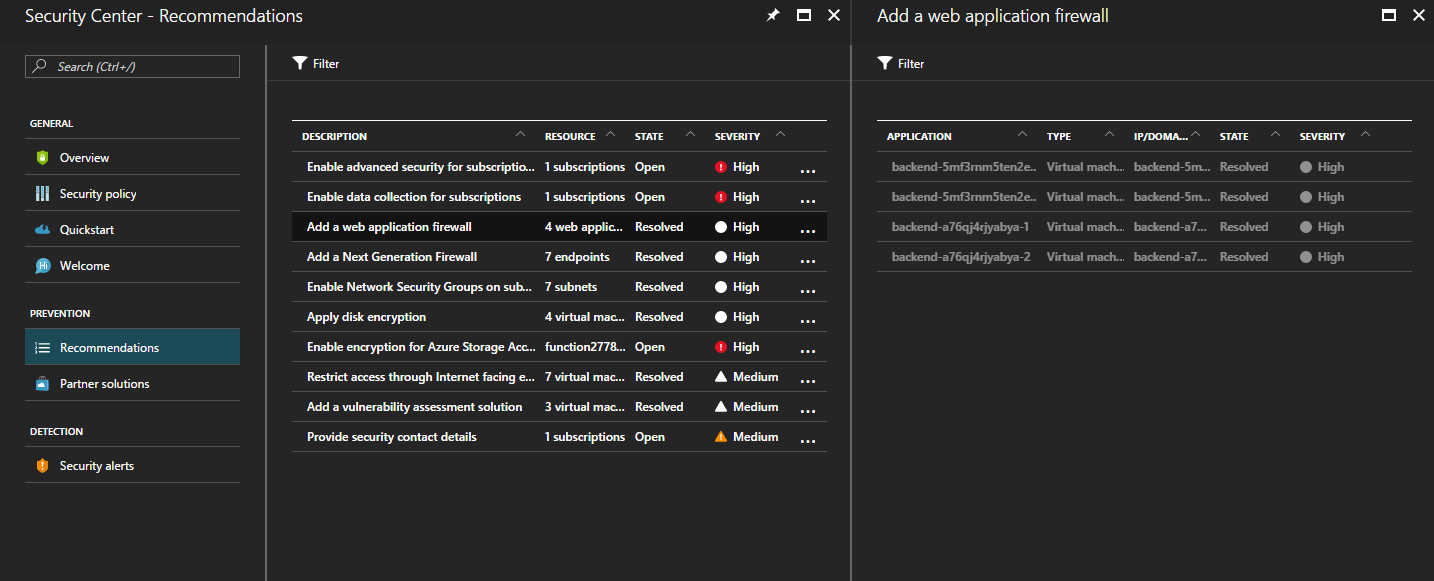 Security Center - Recommendations
Search (Ctrl+/)
GENERAL
Overview
Security policy
Quickstart
Hi Welcome
PREVENTION
Recommendations
Partner solutions
DETECTION
Security alerts
Filter
DESCRIPTION RESOURCE STATE SEVERITY
Enable advanced security for subscriptio... 1 subscriptions Open High ...
Enable data collection for subscriptions 1 subscriptions Open High ...
Add a web application firewall 4 web applic... Resolved High ...
Add a Next Generation Firewall 7 endpoints Resolved High ...
Enable Network Security Groups on sub... 7 subnets Resolved High ...
Apply disk encryption 4 virtual mac... Resolved High ...
Enable encryption for Azure Storage Acc... function2778... Open High ...
Restrict access through Internet facing e... 7 virtual mac... Resolved Medium ...
Add a vulnerability assessment solution 3 virtual mac... Resolved Medium ...
Provide security contact details 1 subscriptions Open Medium ...
Add a web application firewall
Filter
APPLICATION TYPE IP/DOMA... STATE SEVERITY
backend-5mf3rnm5ten2e.. Virtual mach... backend-5m... Resolved High
backend-5mf3rnm5ten2e.. Virtual mach... backend-5m... Resolved High
backend-a76qj4rjyabya-1 Virtual mach... backend-a7... Resolved High
backend-a76qj4rjyabya-2 Virtual mach... backend-a7... Resolved High